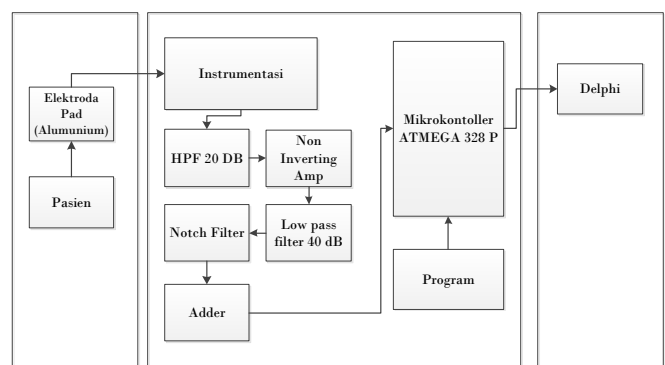 Instrumentasi
Mikrokontoller
ATMEGA 328 P
Delphi
Elektroda
Pad
(Alumunium)
HPF 20 DB
Non
Inverting
Amp
Pasien
Notch Filter
Low pass
filter 40 dB
Program
Adder